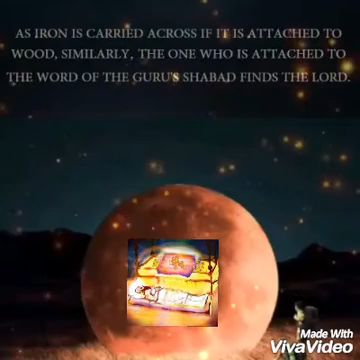 AS IRON IS CARRIED ACROSS IF IT IS ATTACHED TO
WOOD, SIMILARLY, THE ONE WHO IS ATTACHED TO
THE WORD OF THE GURU'S SHABAD FINDS THE LORD.
Made With
VivaVideo